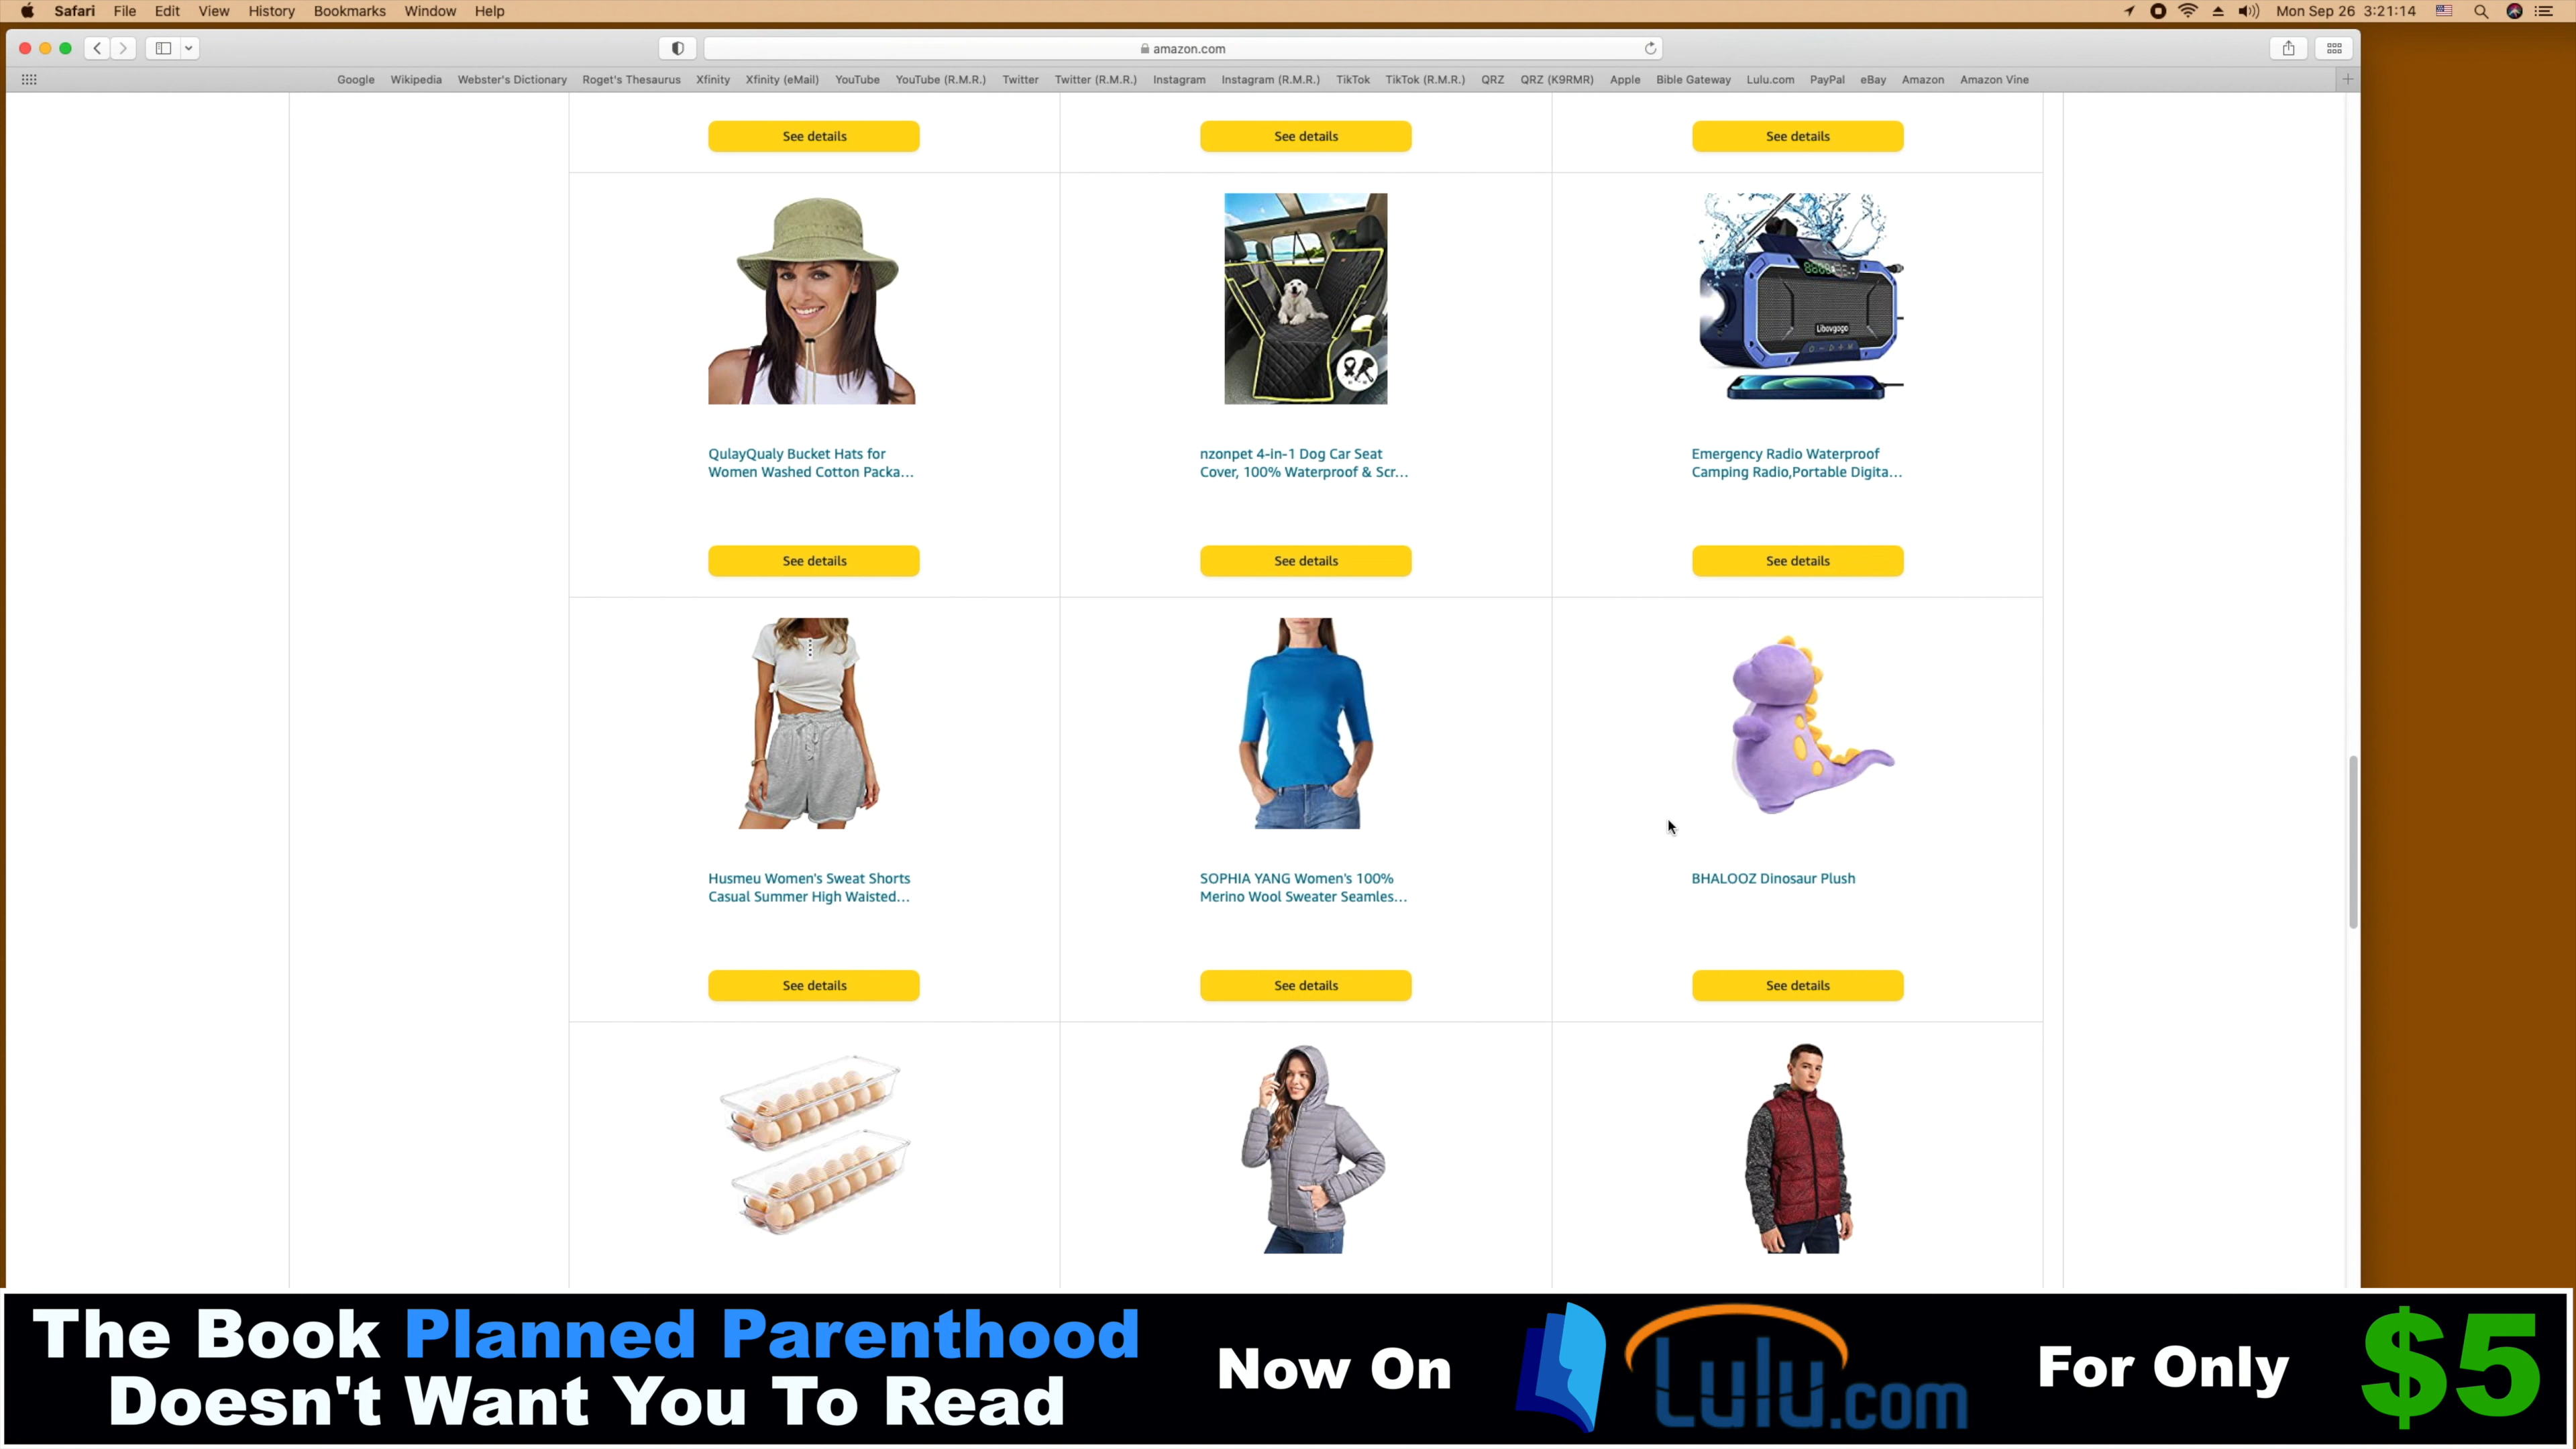 Safari File Edit View History Bookmarks Window Help
Mon Sep 26 3:21:14
amazon.com
Google Wikipedia Webster's Dictionary Roget's Thesaurus Xfinity Xfinity (eMail) YouTube YouTube (R.M.R.) Twitter Twitter (R.M.R.) Instagram Instagram (R.M.R.) TikTok TikTok (R.M.R.) QRZ QRZ (K9RMR) Apple Bible Gateway Lulu.com PayPal eBay Amazon Amazon Vine
See details See details See details
Libovgogo
QulayQualy Bucket Hats for
Women Washed Cotton Packa...
nzonpet 4-in-1 Dog Car Seat
Cover, 100% Waterproof & Scr...
Emergency Radio Waterproof
Camping Radio,Portable Digita...
See details See details See details
Husmeu Women's Sweat Shorts
Casual Summer High Waisted...
SOPHIA YANG Women's 100%
Merino Wool Sweater Seamles...
BHALOOZ Dinosaur Plush
See details See details See details
The Book Planned Parenthood
Doesn't Want You To Read
Now On
Lulu.com
For Only
$5